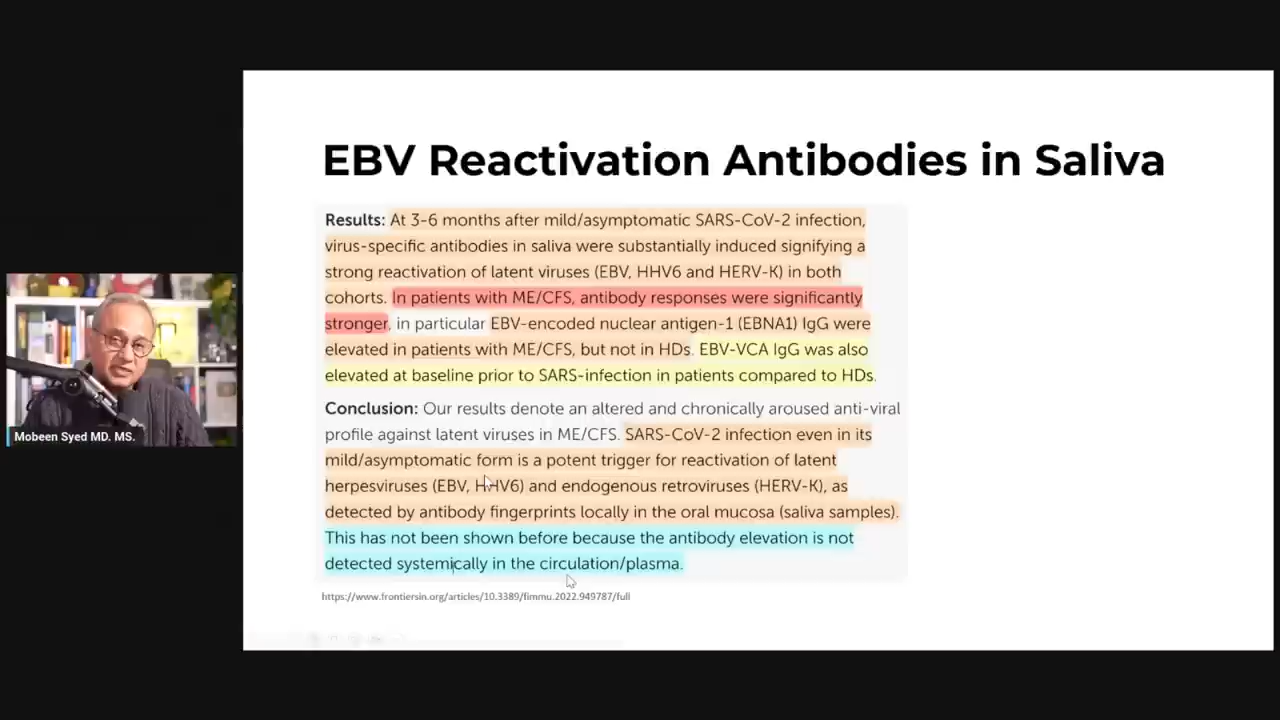 EBV Reactivation Antibodies in Saliva
Results: At 3-6 months after mild/asymptomatic SARS-CoV-2 infection,
virus-specific antibodies in saliva were substantially induced signifying a
strong reactivation of latent viruses (EBV, HHV6 and HERV-K) in both
cohorts. In patients with ME/CFS, antibody responses were significantly
stronger, in particular EBV-encoded nuclear antigen-1 (EBNA1) IgG were
elevated in patients with ME/CFS, but not in HDs. EBV-VCA IgG was also
elevated at baseline prior to SARS-infection in patients compared to HDs.
Conclusion: Our results denote an altered and chronically aroused anti-viral
profile against latent viruses in ME/CFS. SARS-CoV-2 infection even in its
mild/asymptomatic form is a potent trigger for reactivation of latent
herpesviruses (EBV, HHV6) and endogenous retroviruses (HERV-K), as
detected by antibody fingerprints locally in the oral mucosa (saliva samples).
This has not been shown before because the antibody elevation is not
detected systemically in the circulation/plasma.
https://www.frontiersin.org/articles/10.3389/fimmu.2022.949787/full
Mobeen Syed MD. MS.